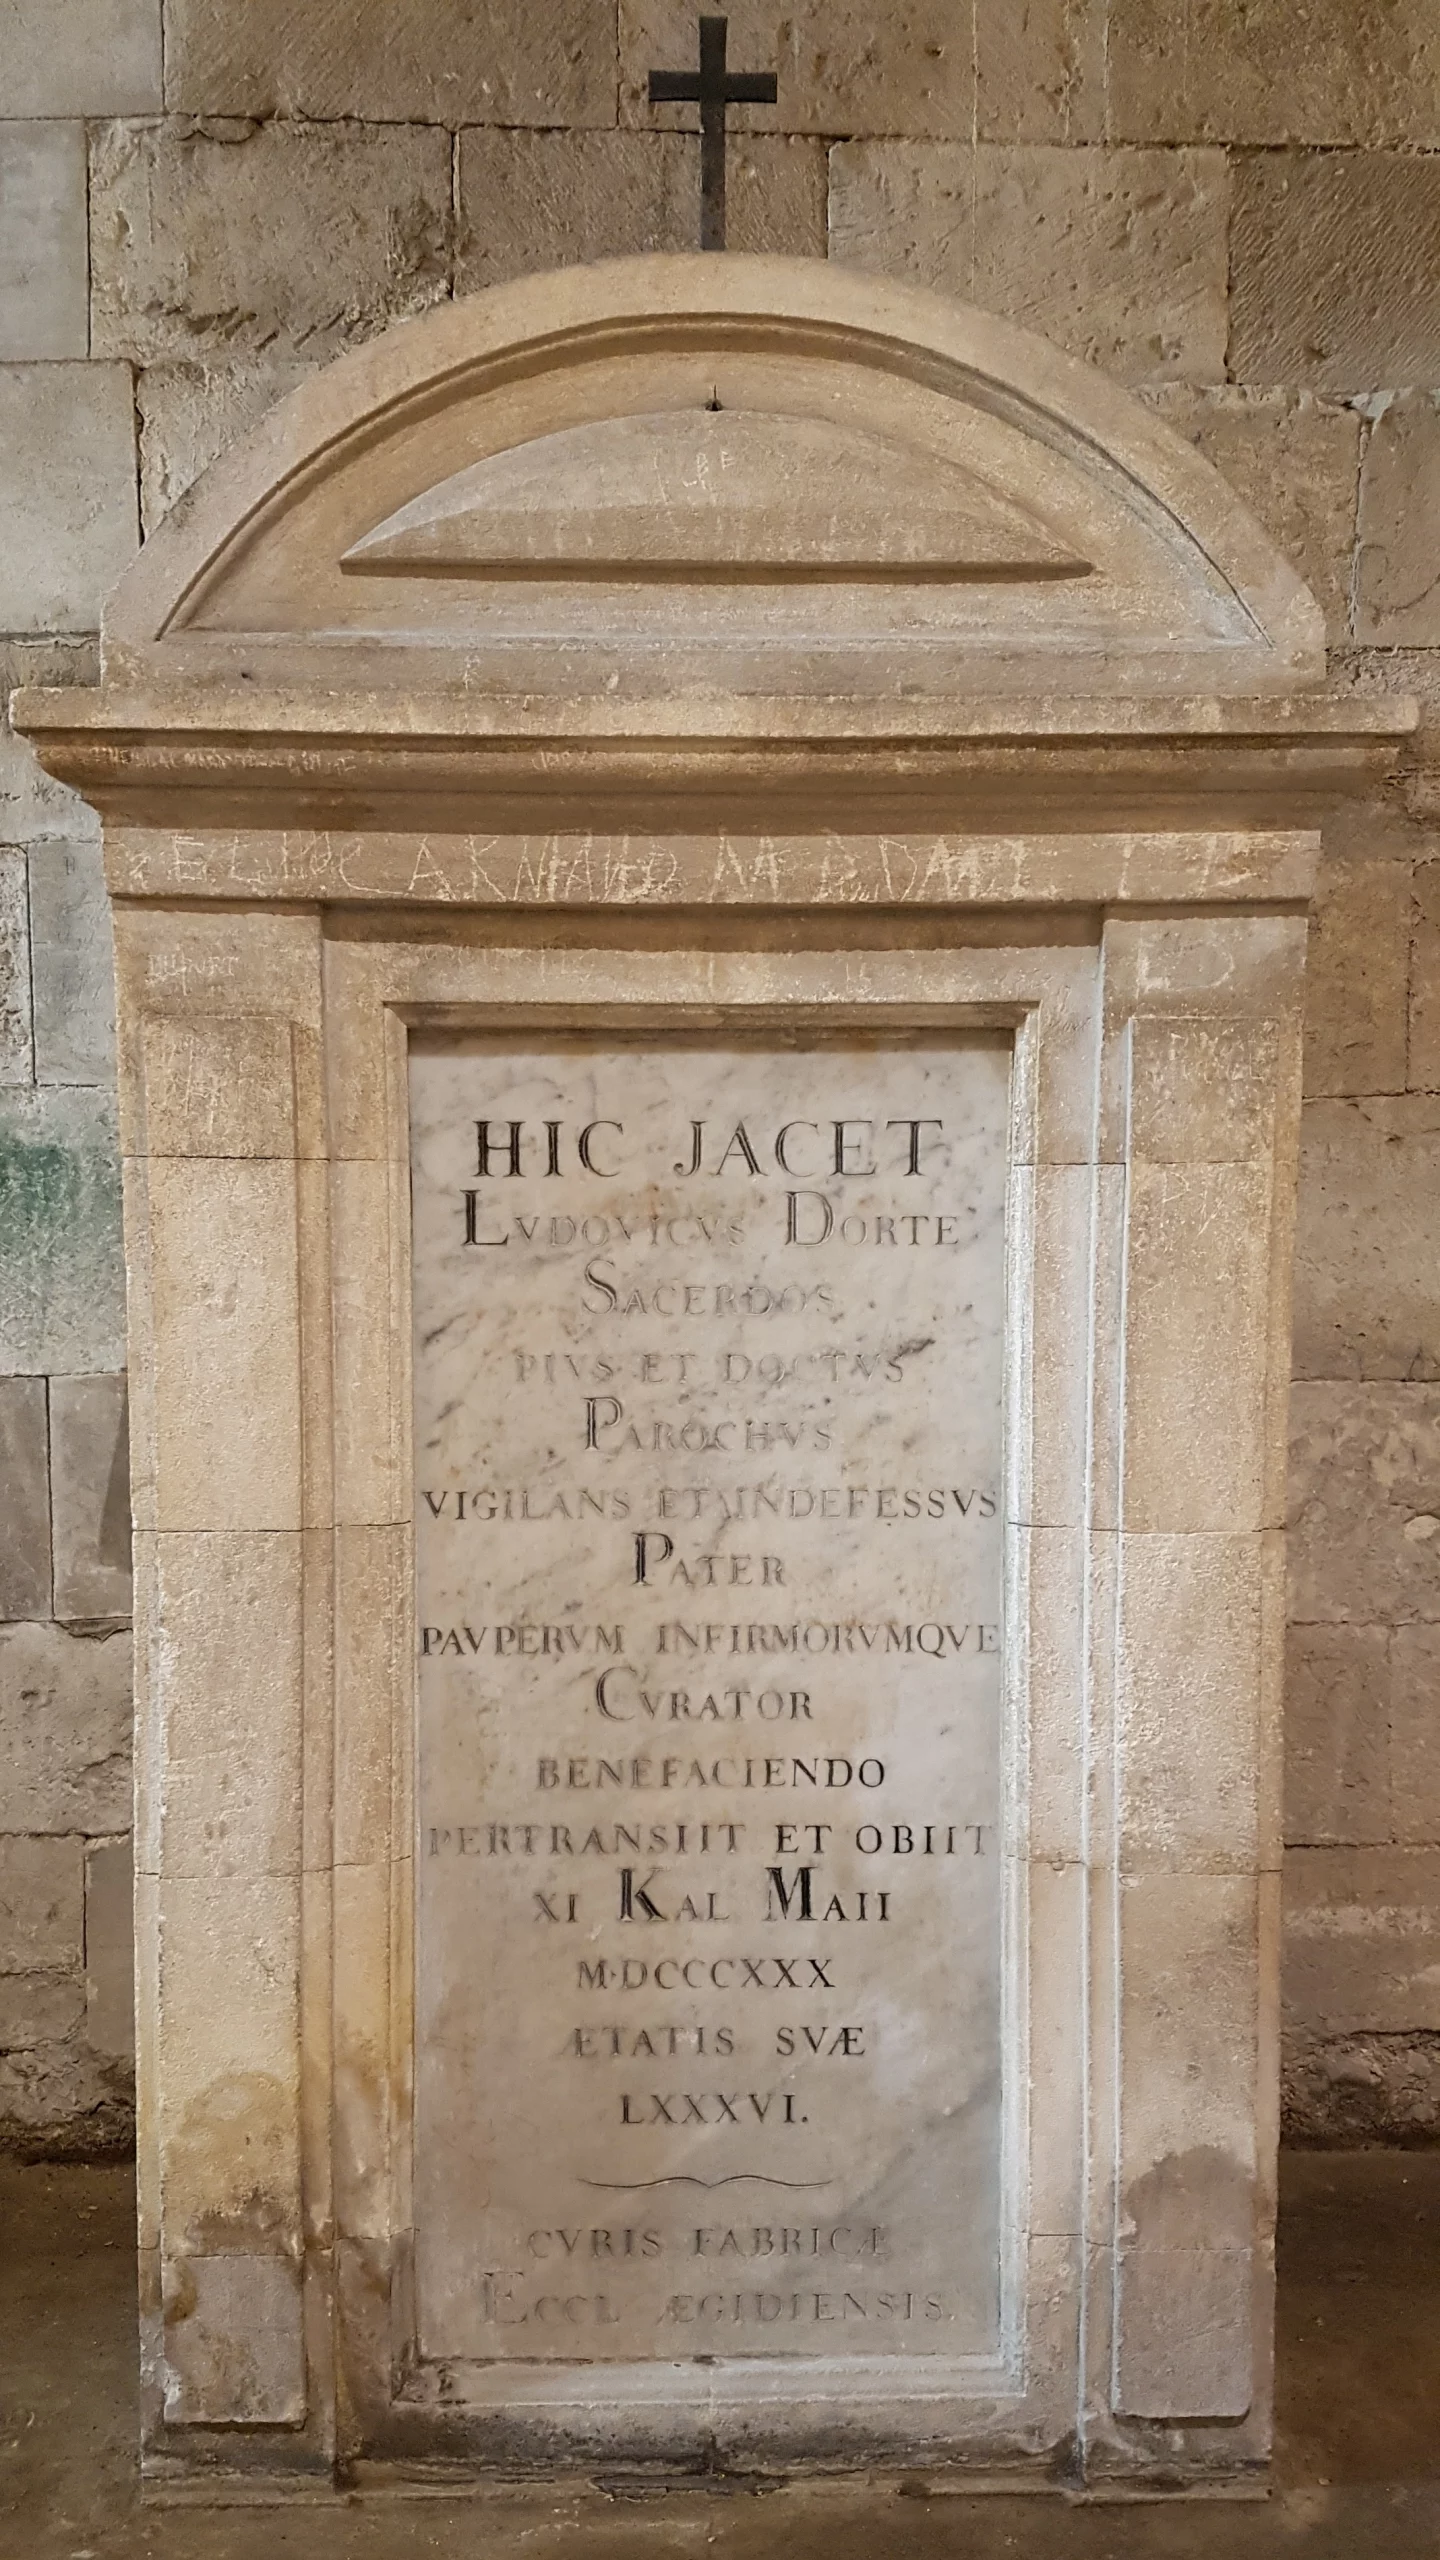 HIC JACET
LVDOVICVS DORTE
SACERDOS
PIVS ET DOCTVS
PAROCHVS
VIGILANS ET INDEFESSVS
PATER
PAVPERVM INFIRMORVMQVE
CVRATOR
BENEFACIENDO
PERTRANSIIT ET OBIIT
XI KAL MAII
M·DCCCXXX
ÆTATIS SVÆ
LXXXVI.
CVRIS FABRICÆ
ECCL ÆGIDIENSIS.